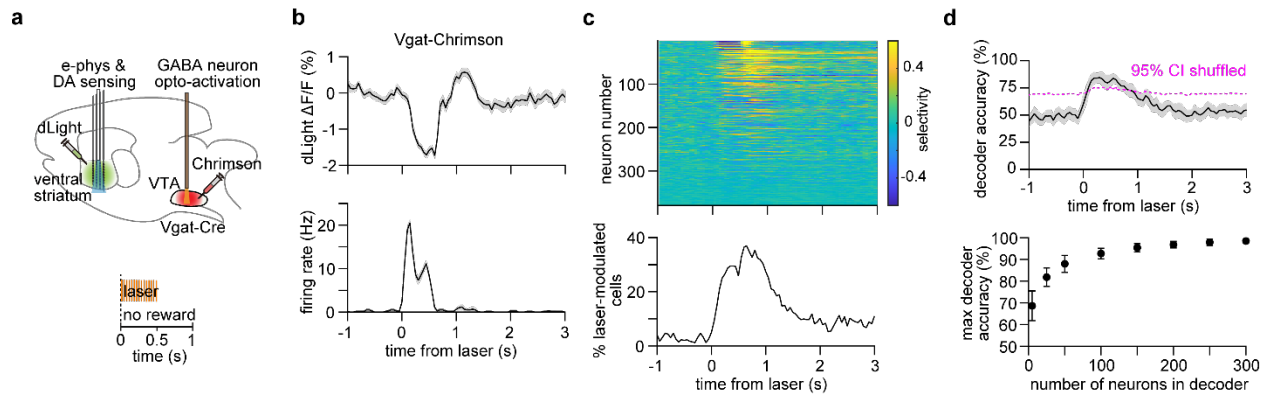 a
e-phys &
DA sensing
GABA neuron
opto-activation
dLight
Chrimson
ventral
striatum
VTA
Vgat-Cre
laser
no reward
0 0.5 1
time (s)
b
Vgat-Chrimson
dLight ΔF/F (%)
1
0
-1
-2
firing rate (Hz)
20
10
0
-1 0 1 2 3
time from laser (s)
c
neuron number
100
200
300
0.4
0
-0.4
selectivity
% laser-modulated
cells
40
20
0
-1 0 1 2 3
time from laser (s)
d
decoder accuracy (%)
100
75
50
25
0
95% CI shuffled
-1 0 1 2 3
time from laser (s)
max decoder
accuracy (%)
100
90
80
70
60
50
0 100 200 300
number of neurons in decoder